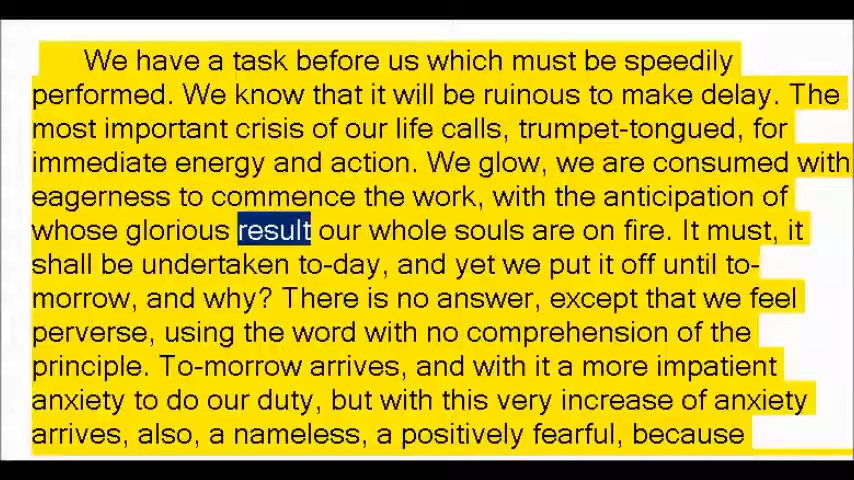 We have a task before us which must be speedily
performed. We know that it will be ruinous to make delay. The
most important crisis of our life calls, trumpet-tongued, for
immediate energy and action. We glow, we are consumed with
eagerness to commence the work, with the anticipation of
whose glorious result our whole souls are on fire. It must, it
shall be undertaken to-day, and yet we put it off until to-
morrow, and why? There is no answer, except that we feel
perverse, using the word with no comprehension of the
principle. To-morrow arrives, and with it a more impatient
anxiety to do our duty, but with this very increase of anxiety
arrives, also, a nameless, a positively fearful, because